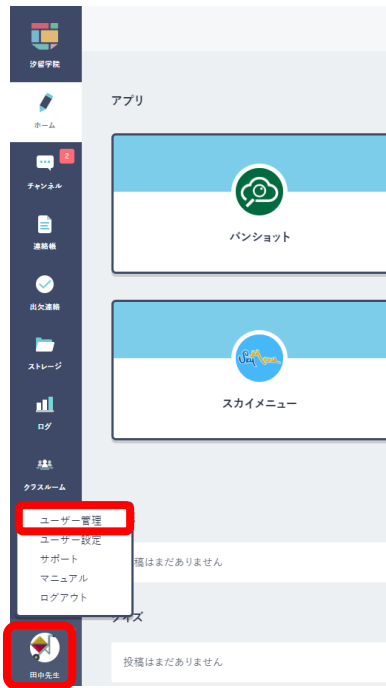 汐留学院
ホーム
2
チャンネル
連絡帳
出欠連絡
ストレージ
ログ
クラスルーム
アプリ
バンショット
スカイメニュー
ユーザー管理
ユーザー設定
サポート
マニュアル
ログアウト
稿はまだありません
クイズ
投稿はまだありません
田中先生